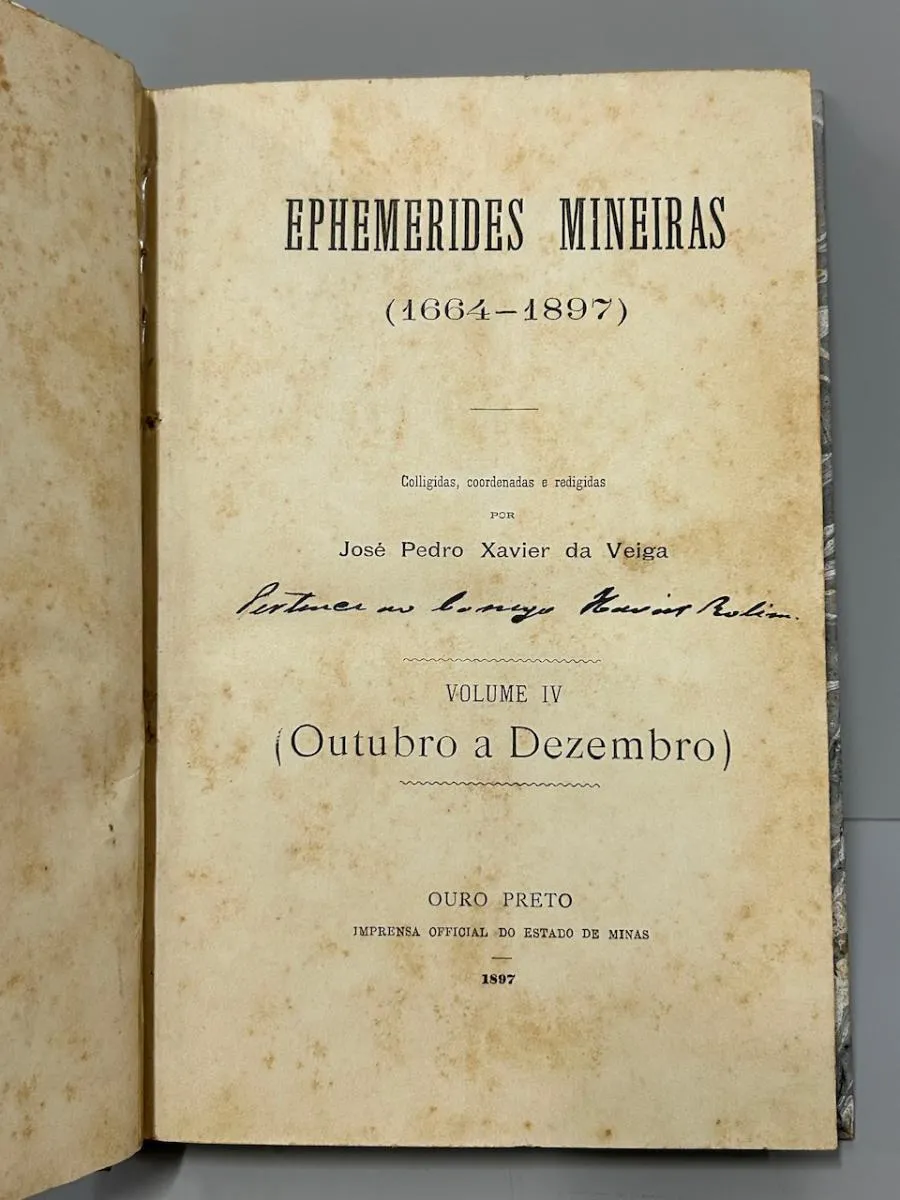 EPHEMERIDES MINEIRAS
(1664–1897)
Colligidas, coordenadas e redigidas
POR
José Pedro Xavier da Veiga
Pertence ao Conego Rolim.
VOLUME IV
(Outubro a Dezembro)
OURO PRETO
IMPRENSA OFFICIAL DO ESTADO DE MINAS
1897